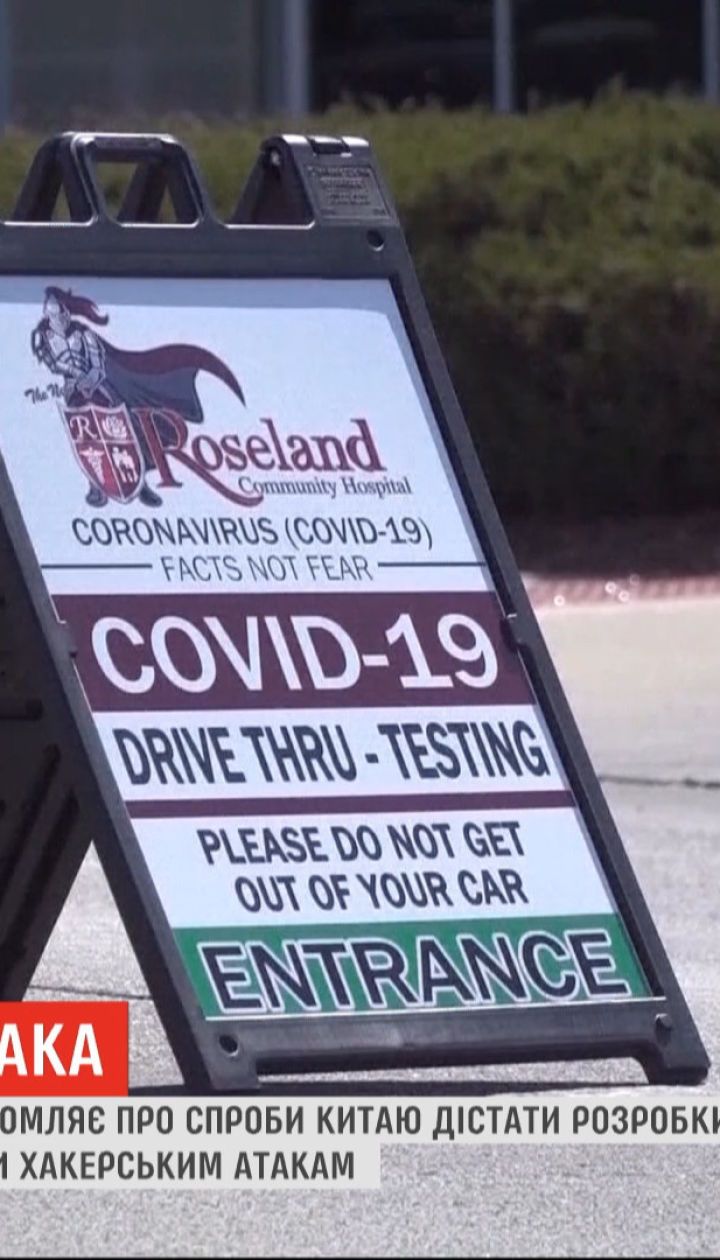 The
R
Roseland
Community Hospital
CORONAVIRUS (COVID-19)
FACTS NOT FEAR
COVID-19
DRIVE THRU - TESTING
PLEASE DO NOT GET
OUT OF YOUR CAR
ENTRANCE
АКА
ОМЛЯЄ ПРО СПРОБИ КИТАЮ ДІСТАТИ РОЗРОБКИ
И ХАКЕРСЬКИМ АТАКАМ